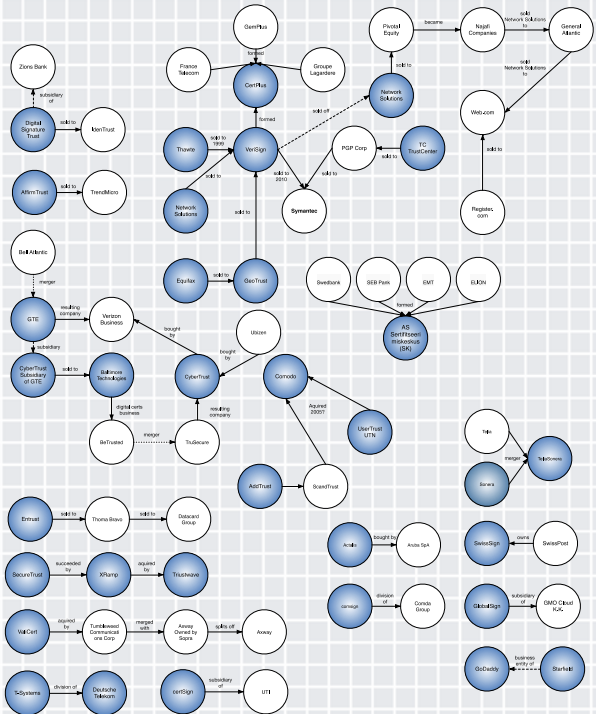 GemPlus
Pivotal
Equity
became
Najafi
Companies
sold
Network Solutions to
General
Atlantic
Zions Bank
France
Telecom
formed
Groupe
Lagardere
CertPlus
sold to
Network
Solutions
sold
Network Solutions
to
subsidiary
of
Digital
Signature
Trust
sold to
IdenTrust
formed
sold off
Web.com
Thawte
sold to
1999
VeriSign
PGP Corp
sold to
TC
TrustCenter
sold to
AffirmTrust
sold to
TrendMicro
sold to
Network
Solutions
sold to
2010
sold to
Symantec
Register.
com
sold to
Bell Atlantic
merger
Equifax
sold to
GeoTrust
Swedbank
SEB Pank
EMT
ELION
formed
AS
Sertifitseeri
miskeskus
(SK)
GTE
resulting
company
Verizon
Business
Ubizen
subsidiary
bought
by
bought
by
CyberTrust
Subsidiary
of GTE
sold to
Baltimore
Technologies
CyberTrust
Comodo
digital certs
business
resulting
company
Aquired
2005?
UserTrust
UTN
BeTrusted
merger
TruSecure
Telia
merger
TeliaSonera
Sonera
AddTrust
ScandTrust
Entrust
sold to
Thoma Bravo
sold to
Datacard
Group
Actalis
bought by
Aruba SpA
SwissSign
owns
SwissPost
SecureTrust
succeeded
by
XRamp
aquired
by
Trustwave
comsign
division
of
Comda
Group
GlobalSign
subsidiary
of
GMO Cloud
K.K.
ValiCert
aquired
by
Tumbleweed
Communicati
ons Corp
merged
with
Axway
Owned by
Sopra
splits off
Axway
GoDaddy
business
entity of
Starfield
T-Systems
division of
Deutsche
Telekom
certSign
subsidiary
of
UTI